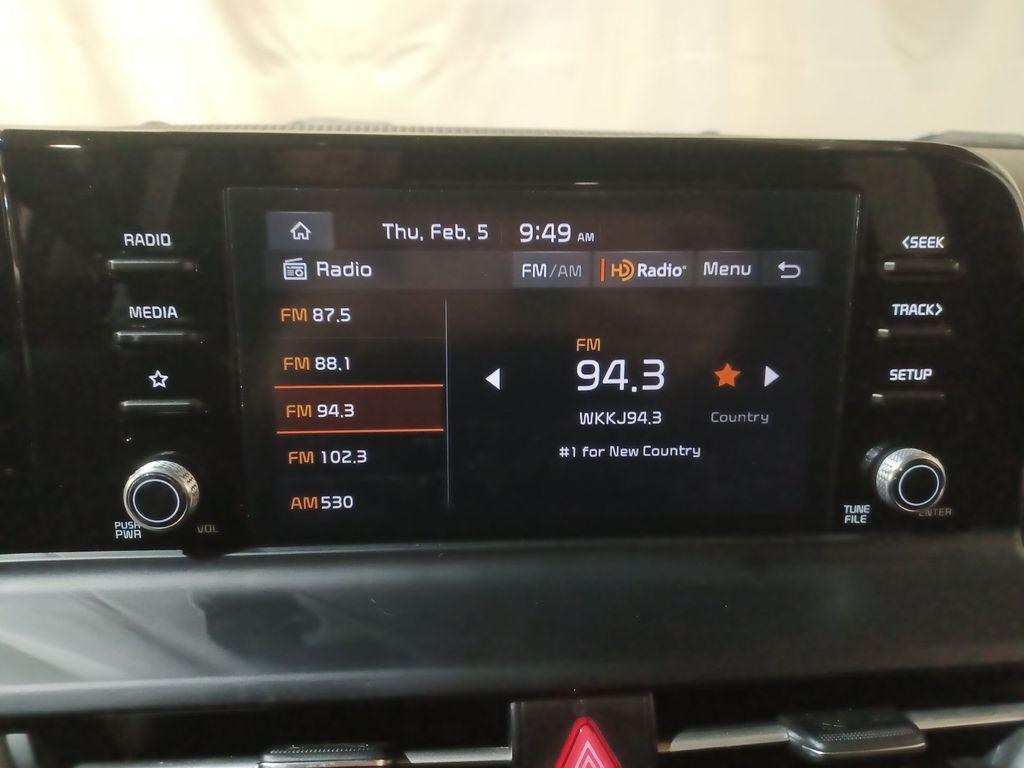 Thu, Feb. 5 9:49 AM
RADIO
<SEEK
Radio FM/AM HD Radio® Menu
MEDIA
TRACK>
FM 87.5
FM 88.1
FM 94.3
FM 102.3
AM 530
FM
94.3
WKKJ94.3 Country
#1 for New Country
SETUP
PUSH
PWR
VOL
TUNE
FILE
ENTER